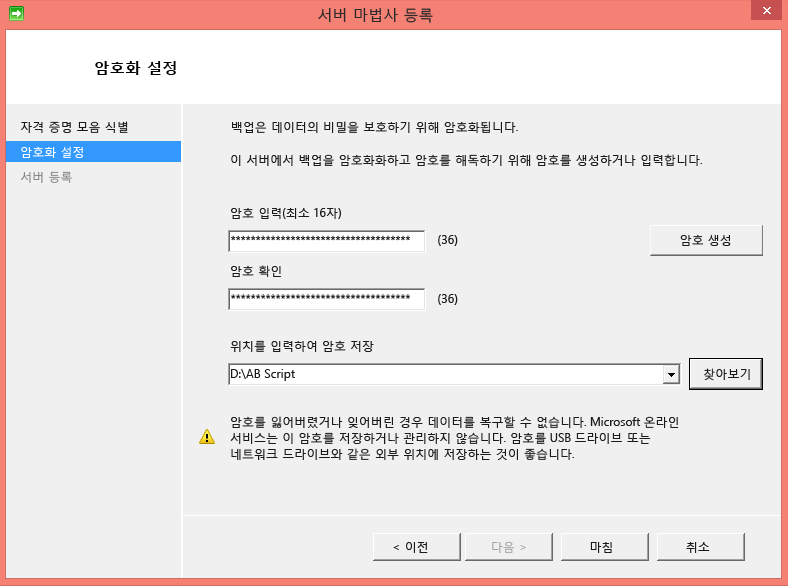 서버 마법사 등록
암호화 설정
자격 증명 모음 식별
암호화 설정
서버 등록
백업은 데이터의 비밀을 보호하기 위해 암호화됩니다.
이 서버에서 백업을 암호화화하고 암호를 해독하기 위해 암호를 생성하거나 입력합니다.
암호 입력(최소 16자)
************************************ (36)
암호 생성
암호 확인
************************************ (36)
위치를 입력하여 암호 저장
D:\AB Script
찾아보기
암호를 잃어버렸거나 잊어버린 경우 데이터를 복구할 수 없습니다. Microsoft 온라인
서비스는 이 암호를 저장하거나 관리하지 않습니다. 암호를 USB 드라이브 또는
네트워크 드라이브와 같은 외부 위치에 저장하는 것이 좋습니다.
< 이전
다음 >
마침
취소